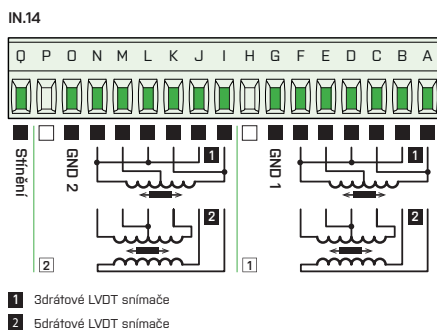 IN.14
Q P O N M L K J I H G F E D C B A
Stínění GND 2 1 GND 1 1
2 2
2 1
1 3drátové LVDT snímače
2 5drátové LVDT snímače